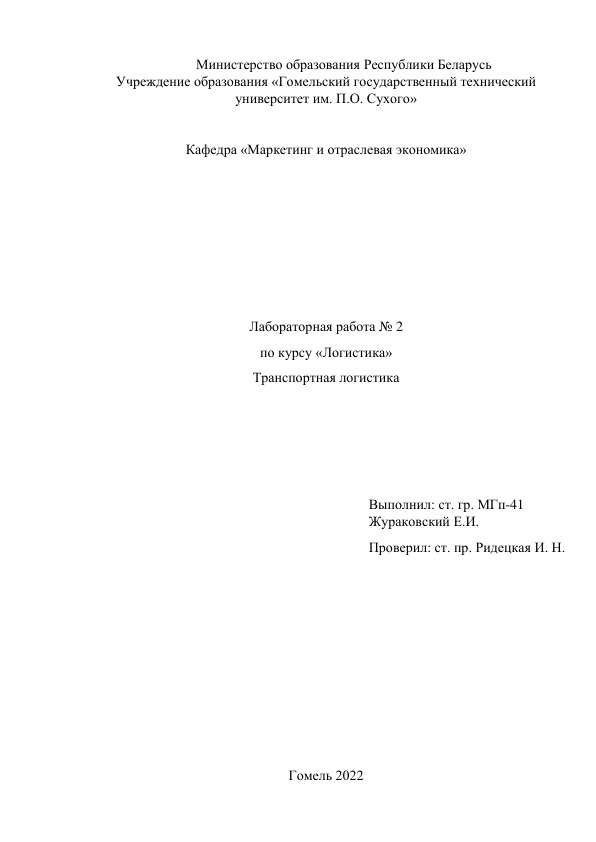 Министерство образования Республики Беларусь
Учреждение образования «Гомельский государственный технический
университет им. П.О. Сухого»
Кафедра «Маркетинг и отраслевая экономика»
Лабораторная работа № 2
по курсу «Логистика»
Транспортная логистика
Выполнил: ст. гр. МГп-41
Жураковский Е.И.
Проверил: ст. пр. Ридецкая И. Н.
Гомель 2022